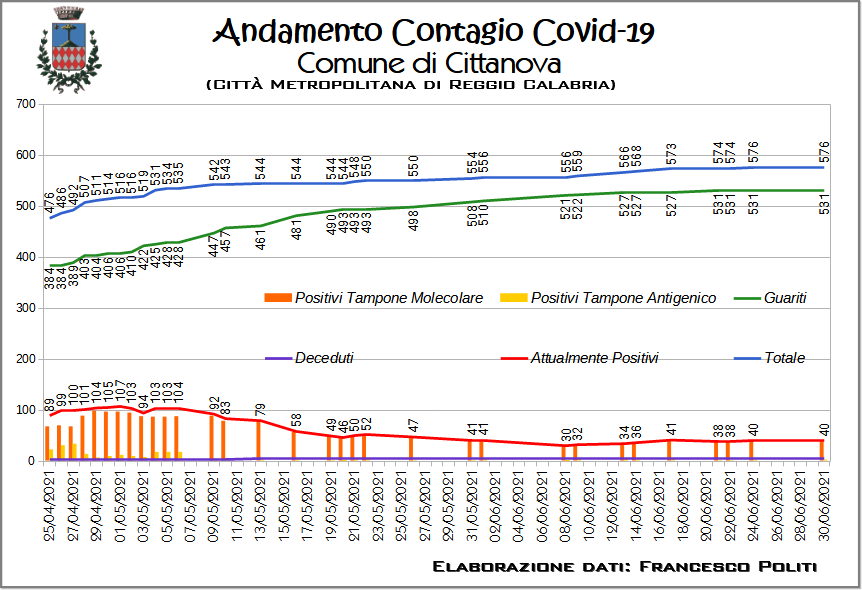 Andamento Contagio Covid-19
Comune di Cittanova
(Città Metropolitana di Reggio Calabria)
700
600
500
400
300
200
100
0
476 486 492 507 511 514 516 516 519 531 534 535 542 543 544 544 544 544 548 550 550 554 556 556 559 566 568 573 574 574 576 576
384 384 389 403 404 406 406 410 422 425 428 428 447 457 461 481 490 493 493 493 498 508 510 521 522 527 527 527 531 531 531 531
Positivi Tampone Molecolare Positivi Tampone Antigenico Guariti
Deceduti Attualmente Positivi Totale
89 99 100 101 104 105 107 103 94 103 103 104 92 83 79 58 49 46 50 52 47 41 41 30 32 34 36 41 38 38 40 40
25/04/2021 27/04/2021 29/04/2021 01/05/2021 03/05/2021 05/05/2021 07/05/2021 09/05/2021 11/05/2021 13/05/2021 15/05/2021 17/05/2021 19/05/2021 21/05/2021 23/05/2021 25/05/2021 27/05/2021 29/05/2021 31/05/2021 02/06/2021 04/06/2021 06/06/2021 08/06/2021 10/06/2021 12/06/2021 14/06/2021 16/06/2021 18/06/2021 20/06/2021 22/06/2021 24/06/2021 26/06/2021 28/06/2021 30/06/2021
Elaborazione dati: Francesco Politi